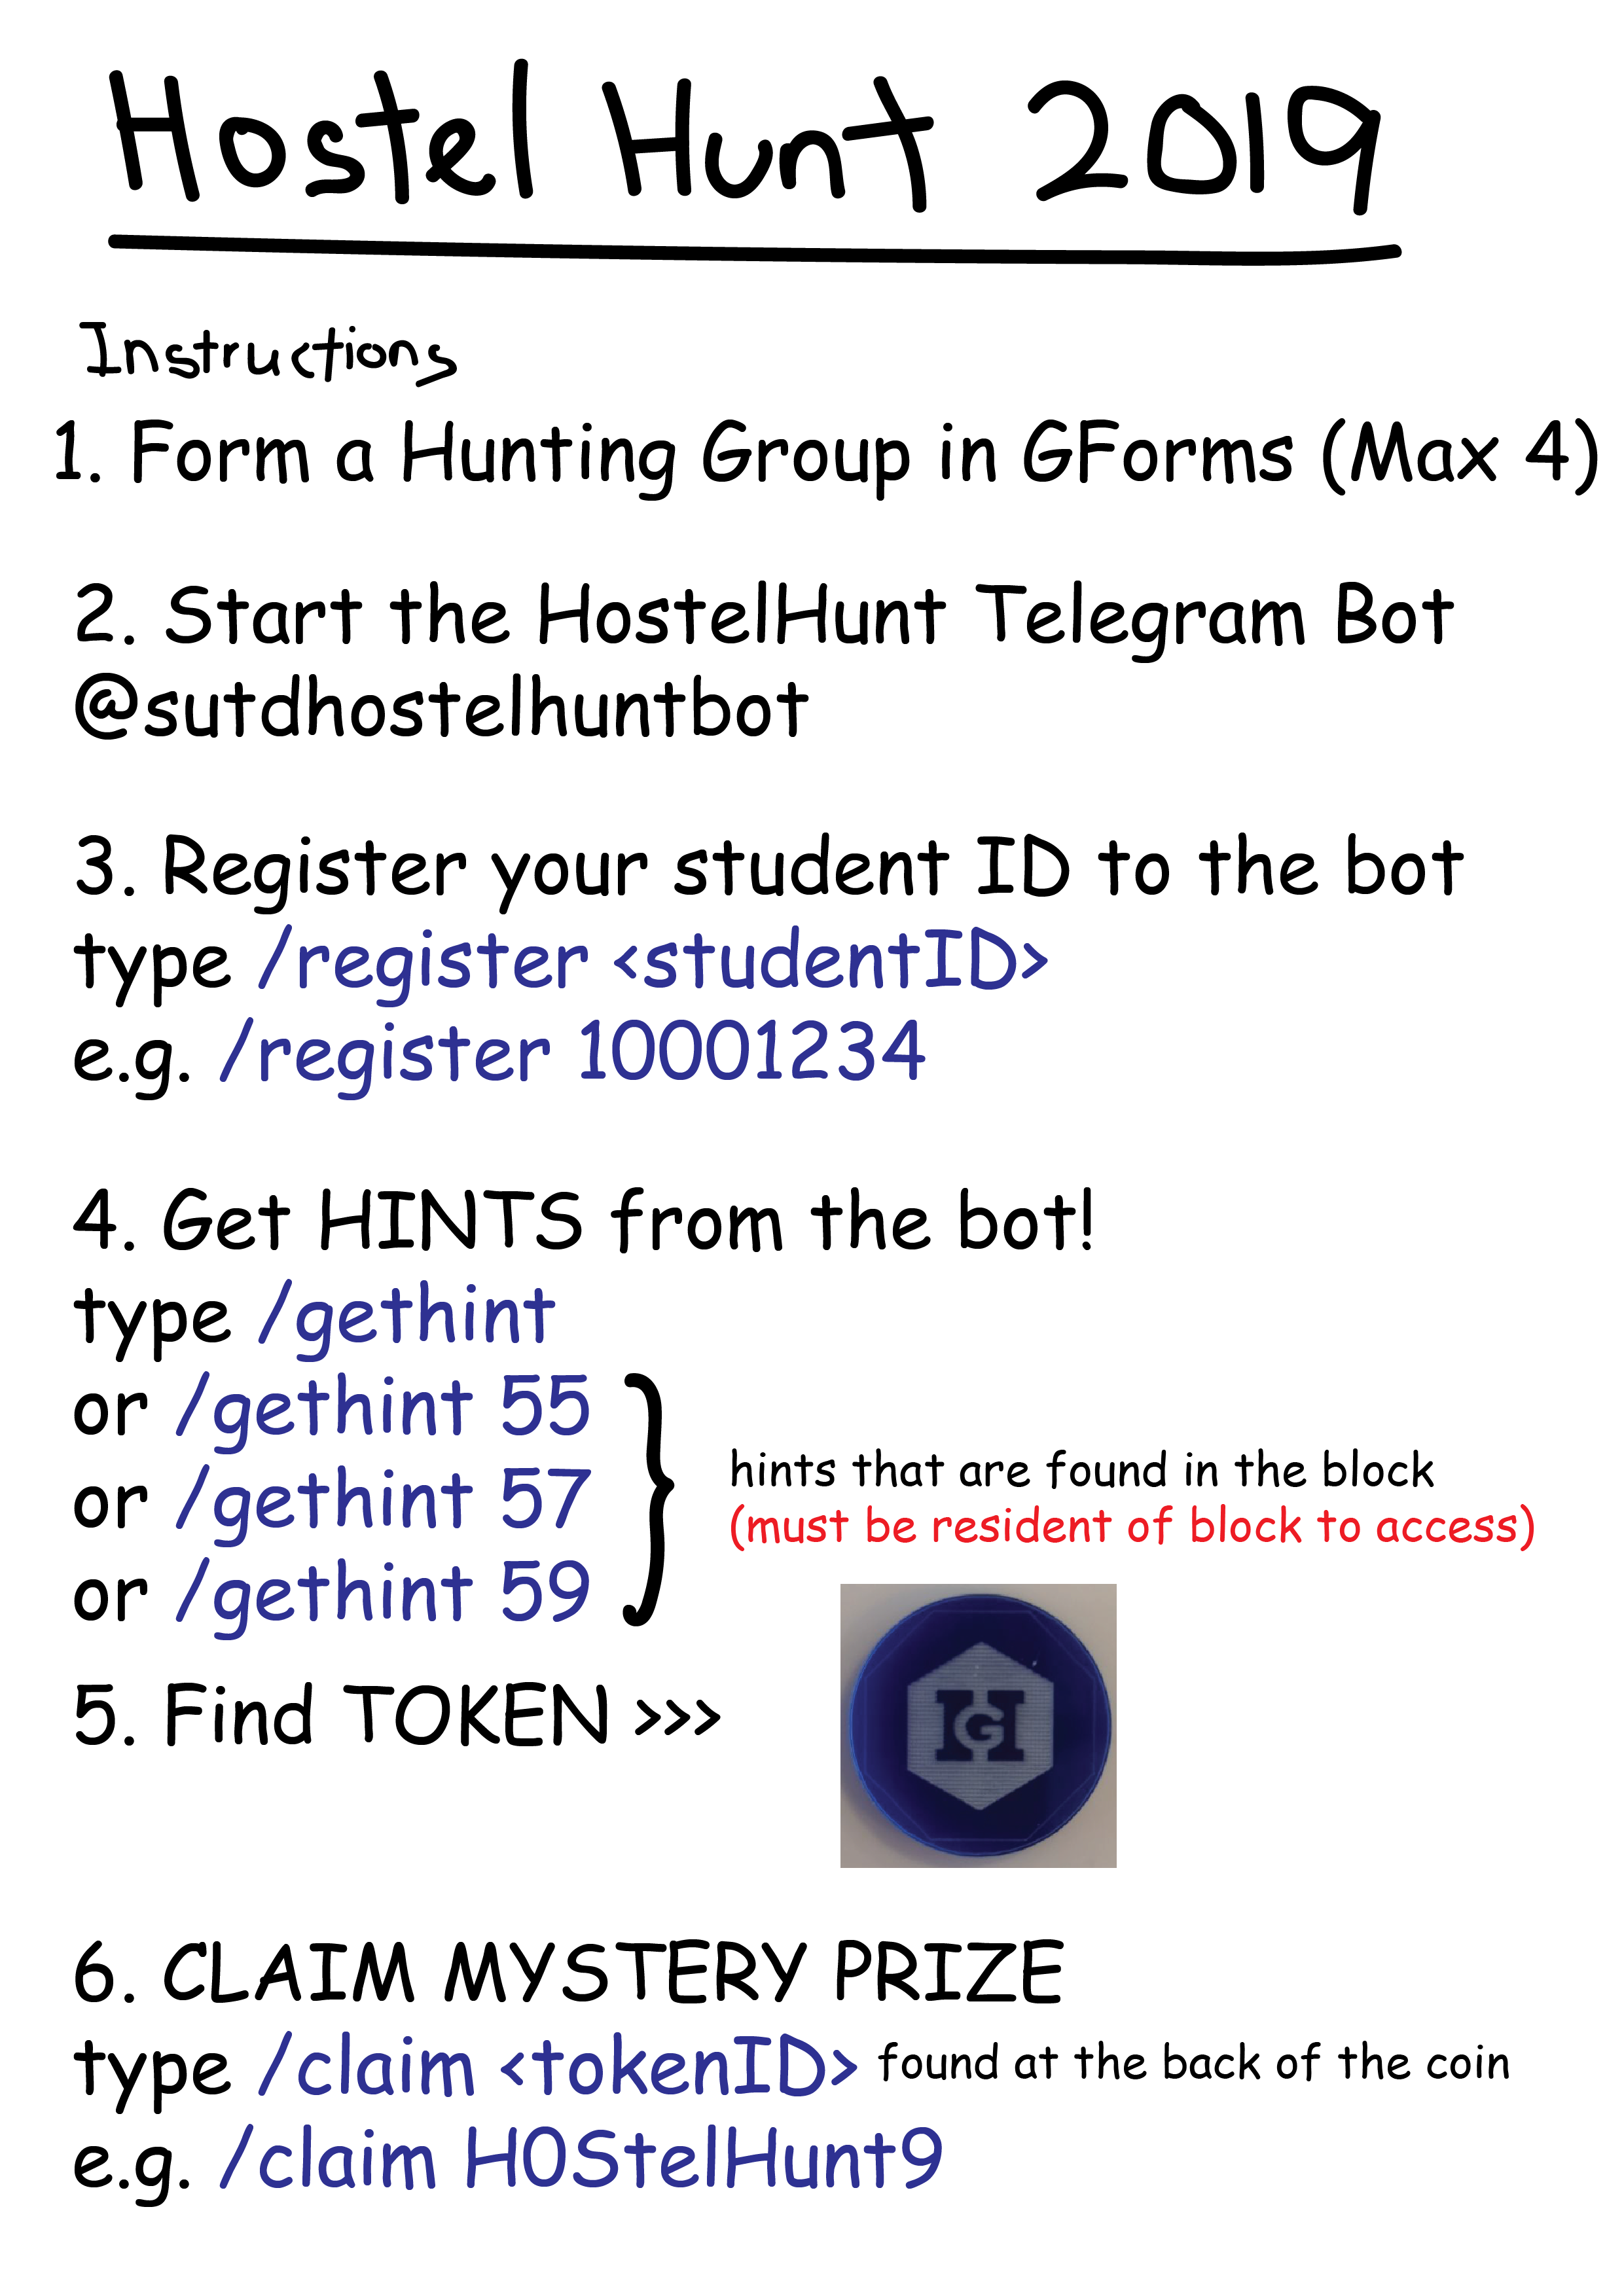 Hostel Hunt 2019
Instructions
1. Form a Hunting Group in GForms (Max 4)
2. Start the HostelHunt Telegram Bot
@sutdhostelhuntbot
3. Register your student ID to the bot
type /register <studentID>
e.g. /register 10001234
4. Get HINTS from the bot!
type /gethint
or /gethint 55
or /gethint 57
or /gethint 59
hints that are found in the block
(must be resident of block to access)
5. Find TOKEN >>>
HG
6. CLAIM MYSTERY PRIZE
type /claim <tokenID> found at the back of the coin
e.g. /claim H0StelHunt9